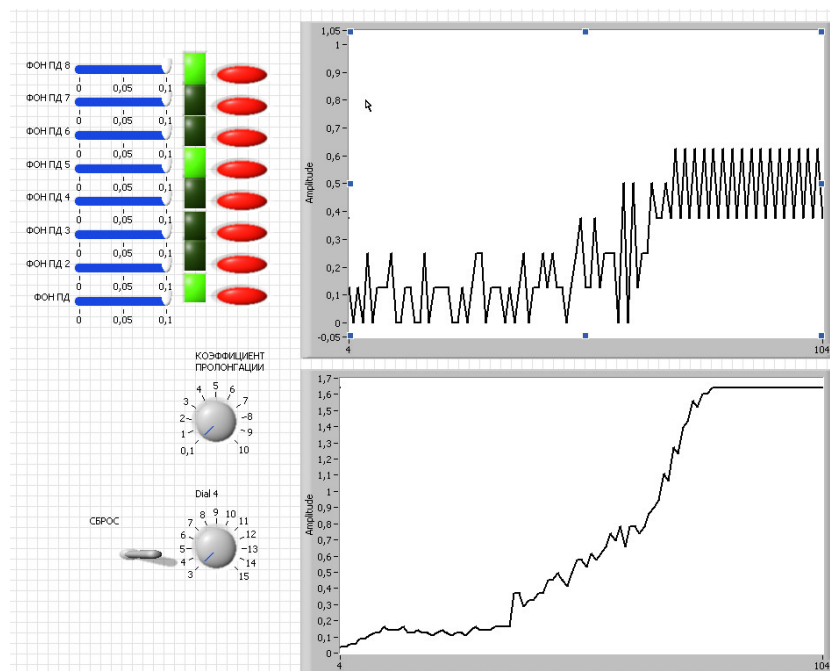 ФОН ПД 8
0 0,05 0,1
ФОН ПД 7
0 0,05 0,1
ФОН ПД 6
0 0,05 0,1
ФОН ПД 5
0 0,05 0,1
ФОН ПД 4
0 0,05 0,1
ФОН ПД 3
0 0,05 0,1
ФОН ПД 2
0 0,05 0,1
ФОН ПД
0 0,05 0,1
КОЭФФИЦИЕНТ
ПРОЛОНГАЦИИ
0,1 1 2 3 4 5 6 7 8 9 10
СБРОС
Dial 4
3 4 5 6 7 8 9 10 11 12 13 14 15
Amplitude
1,05
1
0,9
0,8
0,7
0,6
0,5
0,4
0,3
0,2
0,1
0
-0,05
4 104
Amplitude
1,7
1,6
1,5
1,4
1,3
1,2
1,1
1
0,9
0,8
0,7
0,6
0,5
0,4
0,3
0,2
0,1
0
4 104